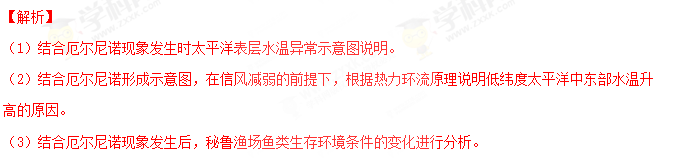 【解析】
（1）结合厄尔尼诺现象发生时太平洋表层水温异常示意图说明。
（2）结合厄尔尼诺形成示意图，在信风减弱的前提下，根据热力环流原理说明低纬度太平洋中东部水温升
高的原因。
（3）结合厄尔尼诺现象发生后，秘鲁渔场鱼类生存环境条件的变化进行分析。